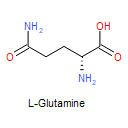 NH2
OH
O
O
NH2
L-Glutamine